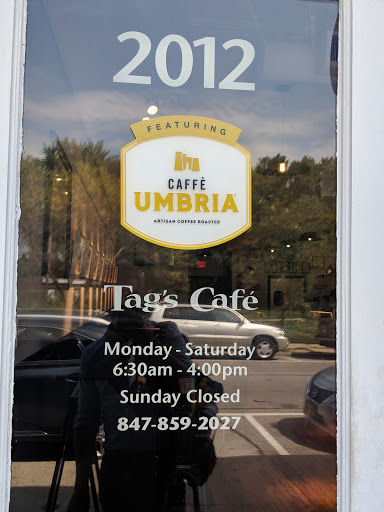 2012
FEATURING
CAFFÈ
UMBRIA
ARTISAN COFFEE ROASTER
Tag's Café
Monday - Saturday
6:30am - 4:00pm
Sunday Closed
847-859-2027